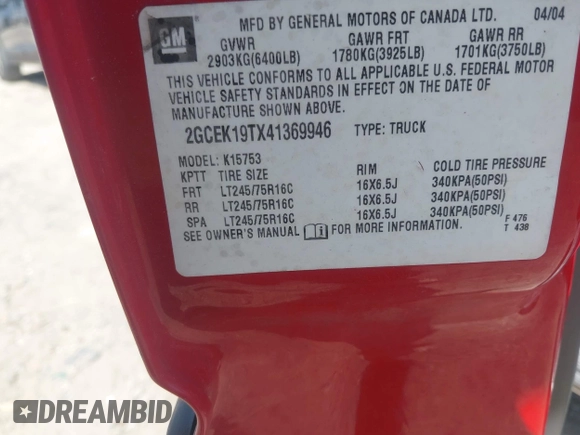 GM
MFD BY GENERAL MOTORS OF CANADA LTD. 04/04
GVWR GAWR FRT GAWR RR
2903KG(6400LB) 1780KG(3925LB) 1701KG(3750LB)
THIS VEHICLE CONFORMS TO ALL APPLICABLE U.S. FEDERAL MOTOR
VEHICLE SAFETY STANDARDS IN EFFECT ON THE DATE OF
MANUFACTURE SHOWN ABOVE.
2GCEK19TX41369946 TYPE: TRUCK
MODEL: K15753
KPTT TIRE SIZE RIM COLD TIRE PRESSURE
FRT LT245/75R16C 16X6.5J 340KPA(50PSI)
RR LT245/75R16C 16X6.5J 340KPA(50PSI)
SPA LT245/75R16C 16X6.5J 340KPA(50PSI)
SEE OWNER'S MANUAL FOR MORE INFORMATION. F 476
T 438
DREAMBID